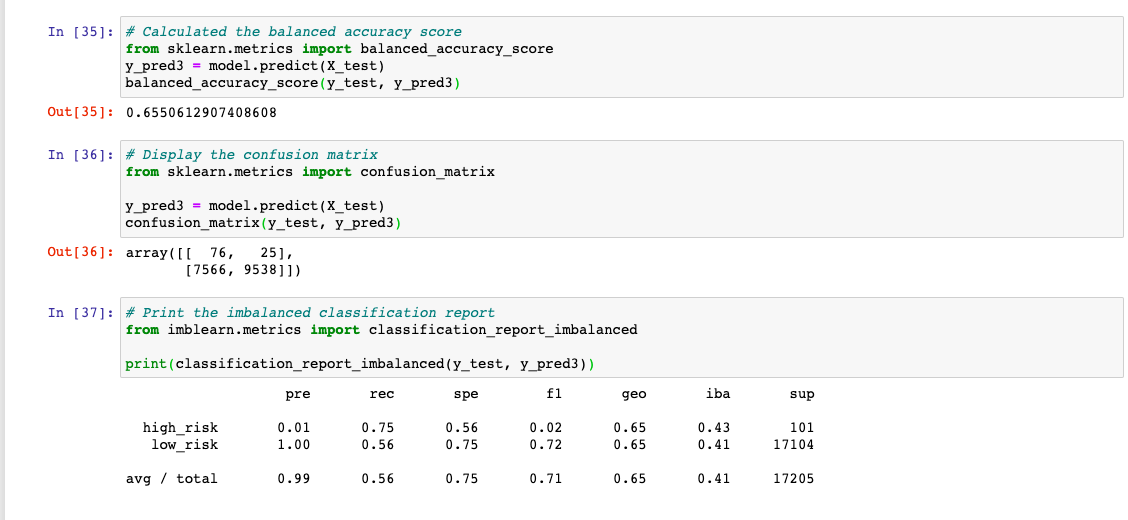 In [35]: # Calculated the balanced accuracy score
from sklearn.metrics import balanced_accuracy_score
y_pred3 = model.predict(X_test)
balanced_accuracy_score(y_test, y_pred3)
Out[35]: 0.6550612907408608
In [36]: # Display the confusion matrix
from sklearn.metrics import confusion_matrix
y_pred3 = model.predict(X_test)
confusion_matrix(y_test, y_pred3)
Out[36]: array([[  76,   25],
       [7566, 9538]])
In [37]: # Print the imbalanced classification report
from imblearn.metrics import classification_report_imbalanced
print(classification_report_imbalanced(y_test, y_pred3))
pre rec spe f1 geo iba sup
high_risk 0.01 0.75 0.56 0.02 0.65 0.43 101
low_risk 1.00 0.56 0.75 0.72 0.65 0.41 17104
avg / total 0.99 0.56 0.75 0.71 0.65 0.41 17205